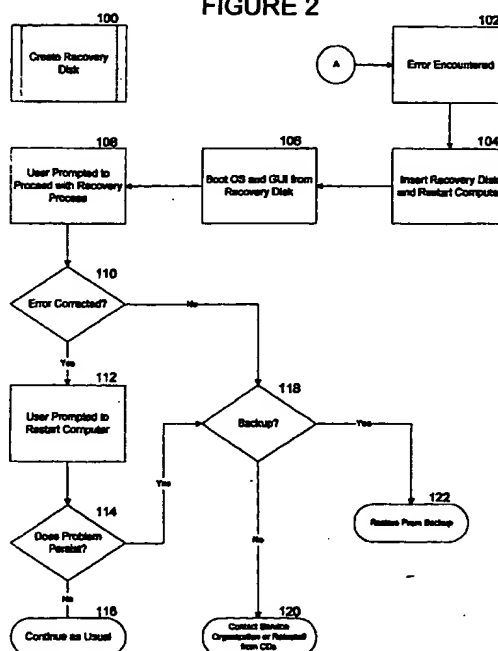 FIGURE 2
100
Create Recovery
Disk
A
102
Error Encountered
108
User Prompted to
Proceed with Recovery
Process
106
Boot OS and GUI from
Recovery Disk
104
Insert Recovery Disk
and Restart Computer
110
Error Corrected?
No
Yes
112
User Prompted to
Restart Computer
118
Backup?
Yes
Yes
No
114
Does Problem
Persist?
No
122
Restore From Backup
116
Continue as Usual
120
Contact Service
Organization or Reinstall
from CDs